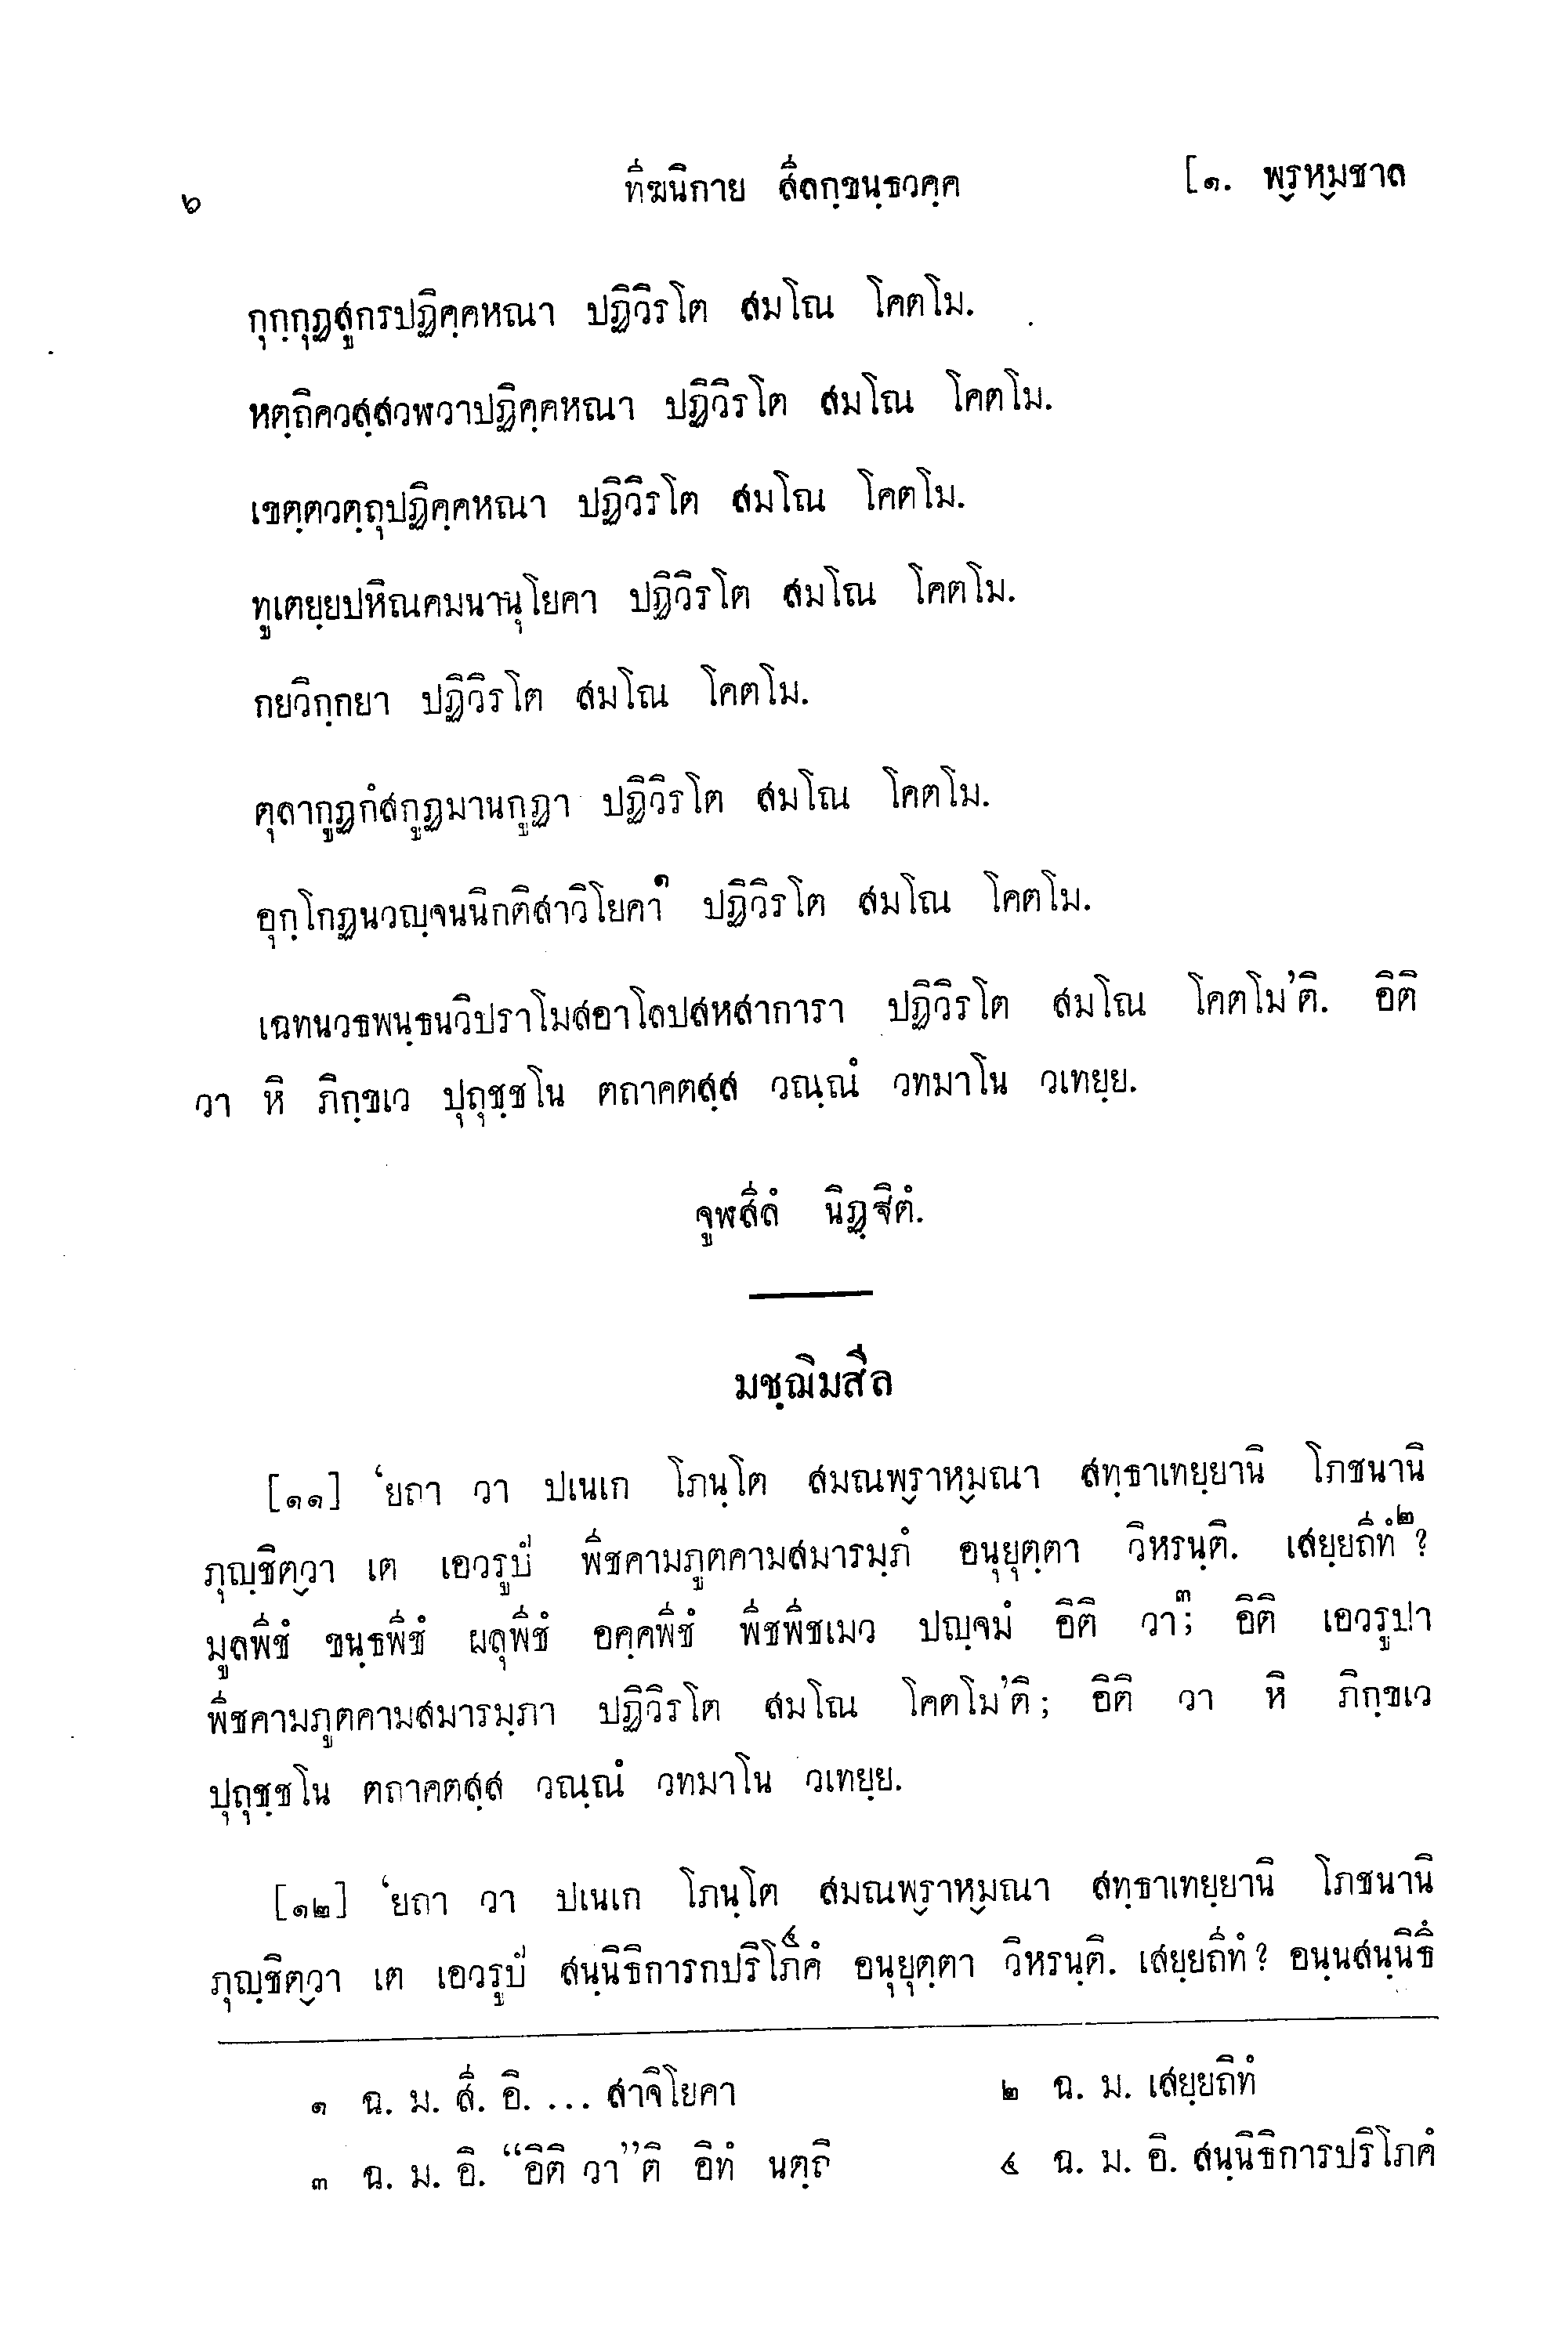 ๖ ทีฆนิกาย สีลกฺขนฺธวคฺค [๑. พฺรหฺมชาล
กุกฺกุฏสูกรปฏิคฺคหณา ปฏิวิรโต สมโณ โคตโม.
หตฺถิควสฺสวฬวาปฏิคฺคหณา ปฏิวิรโต สมโณ โคตโม.
เขตฺตวตฺถุปฏิคฺคหณา ปฏิวิรโต สมโณ โคตโม.
ทูเตยฺยปหิณคมนานุโยคา ปฏิวิรโต สมโณ โคตโม.
กยวิกฺกยา ปฏิวิรโต สมโณ โคตโม.
ตุลากูฏกํสกูฏมานกูฏา ปฏิวิรโต สมโณ โคตโม.
อุกฺโกฏนวญฺจนนิกติสาวิโยคา๑ ปฏิวิรโต สมโณ โคตโม.
เฉทนวธพนฺธนวิปราโมสอาโลปสหสาการา ปฏิวิรโต สมโณ โคตโม'ติ. อิติ
วา หิ ภิกฺขเว ปุถุชฺชโน ตถาคตสฺส วณฺณํ วทมาโน วเทยฺย.
จูฬสีลํ นิฏฺฐิตํ.
มชฺฌิมสีล
[๑๑] 'ยถา วา ปเนเก โภนฺโต สมณพฺราหฺมณา สทฺธาเทยฺยานิ โภชนานิ
ภุญฺชิตฺวา เต เอวรูปํ พีชคามภูตคามสมารมฺภํ อนุยุตฺตา วิหรนฺติ. เสยฺยถีทํ๒ ?
มูลพีชํ ขนฺธพีชํ ผลุพีชํ อคฺคพีชํ พีชพีชเมว ปญฺจมํ อิติ วา๓; อิติ เอวรูปา
พีชคามภูตคามสมารมฺภา ปฏิวิรโต สมโณ โคตโม'ติ; อิติ วา หิ ภิกฺขเว
ปุถุชฺชโน ตถาคตสฺส วณฺณํ วทมาโน วเทยฺย.
[๑๒] 'ยถา วา ปเนเก โภนฺโต สมณพฺราหฺมณา สทฺธาเทยฺยานิ โภชนานิ
ภุญฺชิตฺวา เต เอวรูปํ สนฺนิธิการกปริโภคํ๔ อนุยุตฺตา วิหรนฺติ. เสยฺยถีทํ? อนฺนสนฺนิธึ
๑ ฉ. ม. สี. อิ. ... สาจิโยคา ๒ ฉ. ม. เสยฺยถิทํ
๓ ฉ. ม. อิ. "อิติ วา"ติ อิทํ นตฺถิ ๔ ฉ. ม. อิ. สนฺนิธิการปริโภคํ